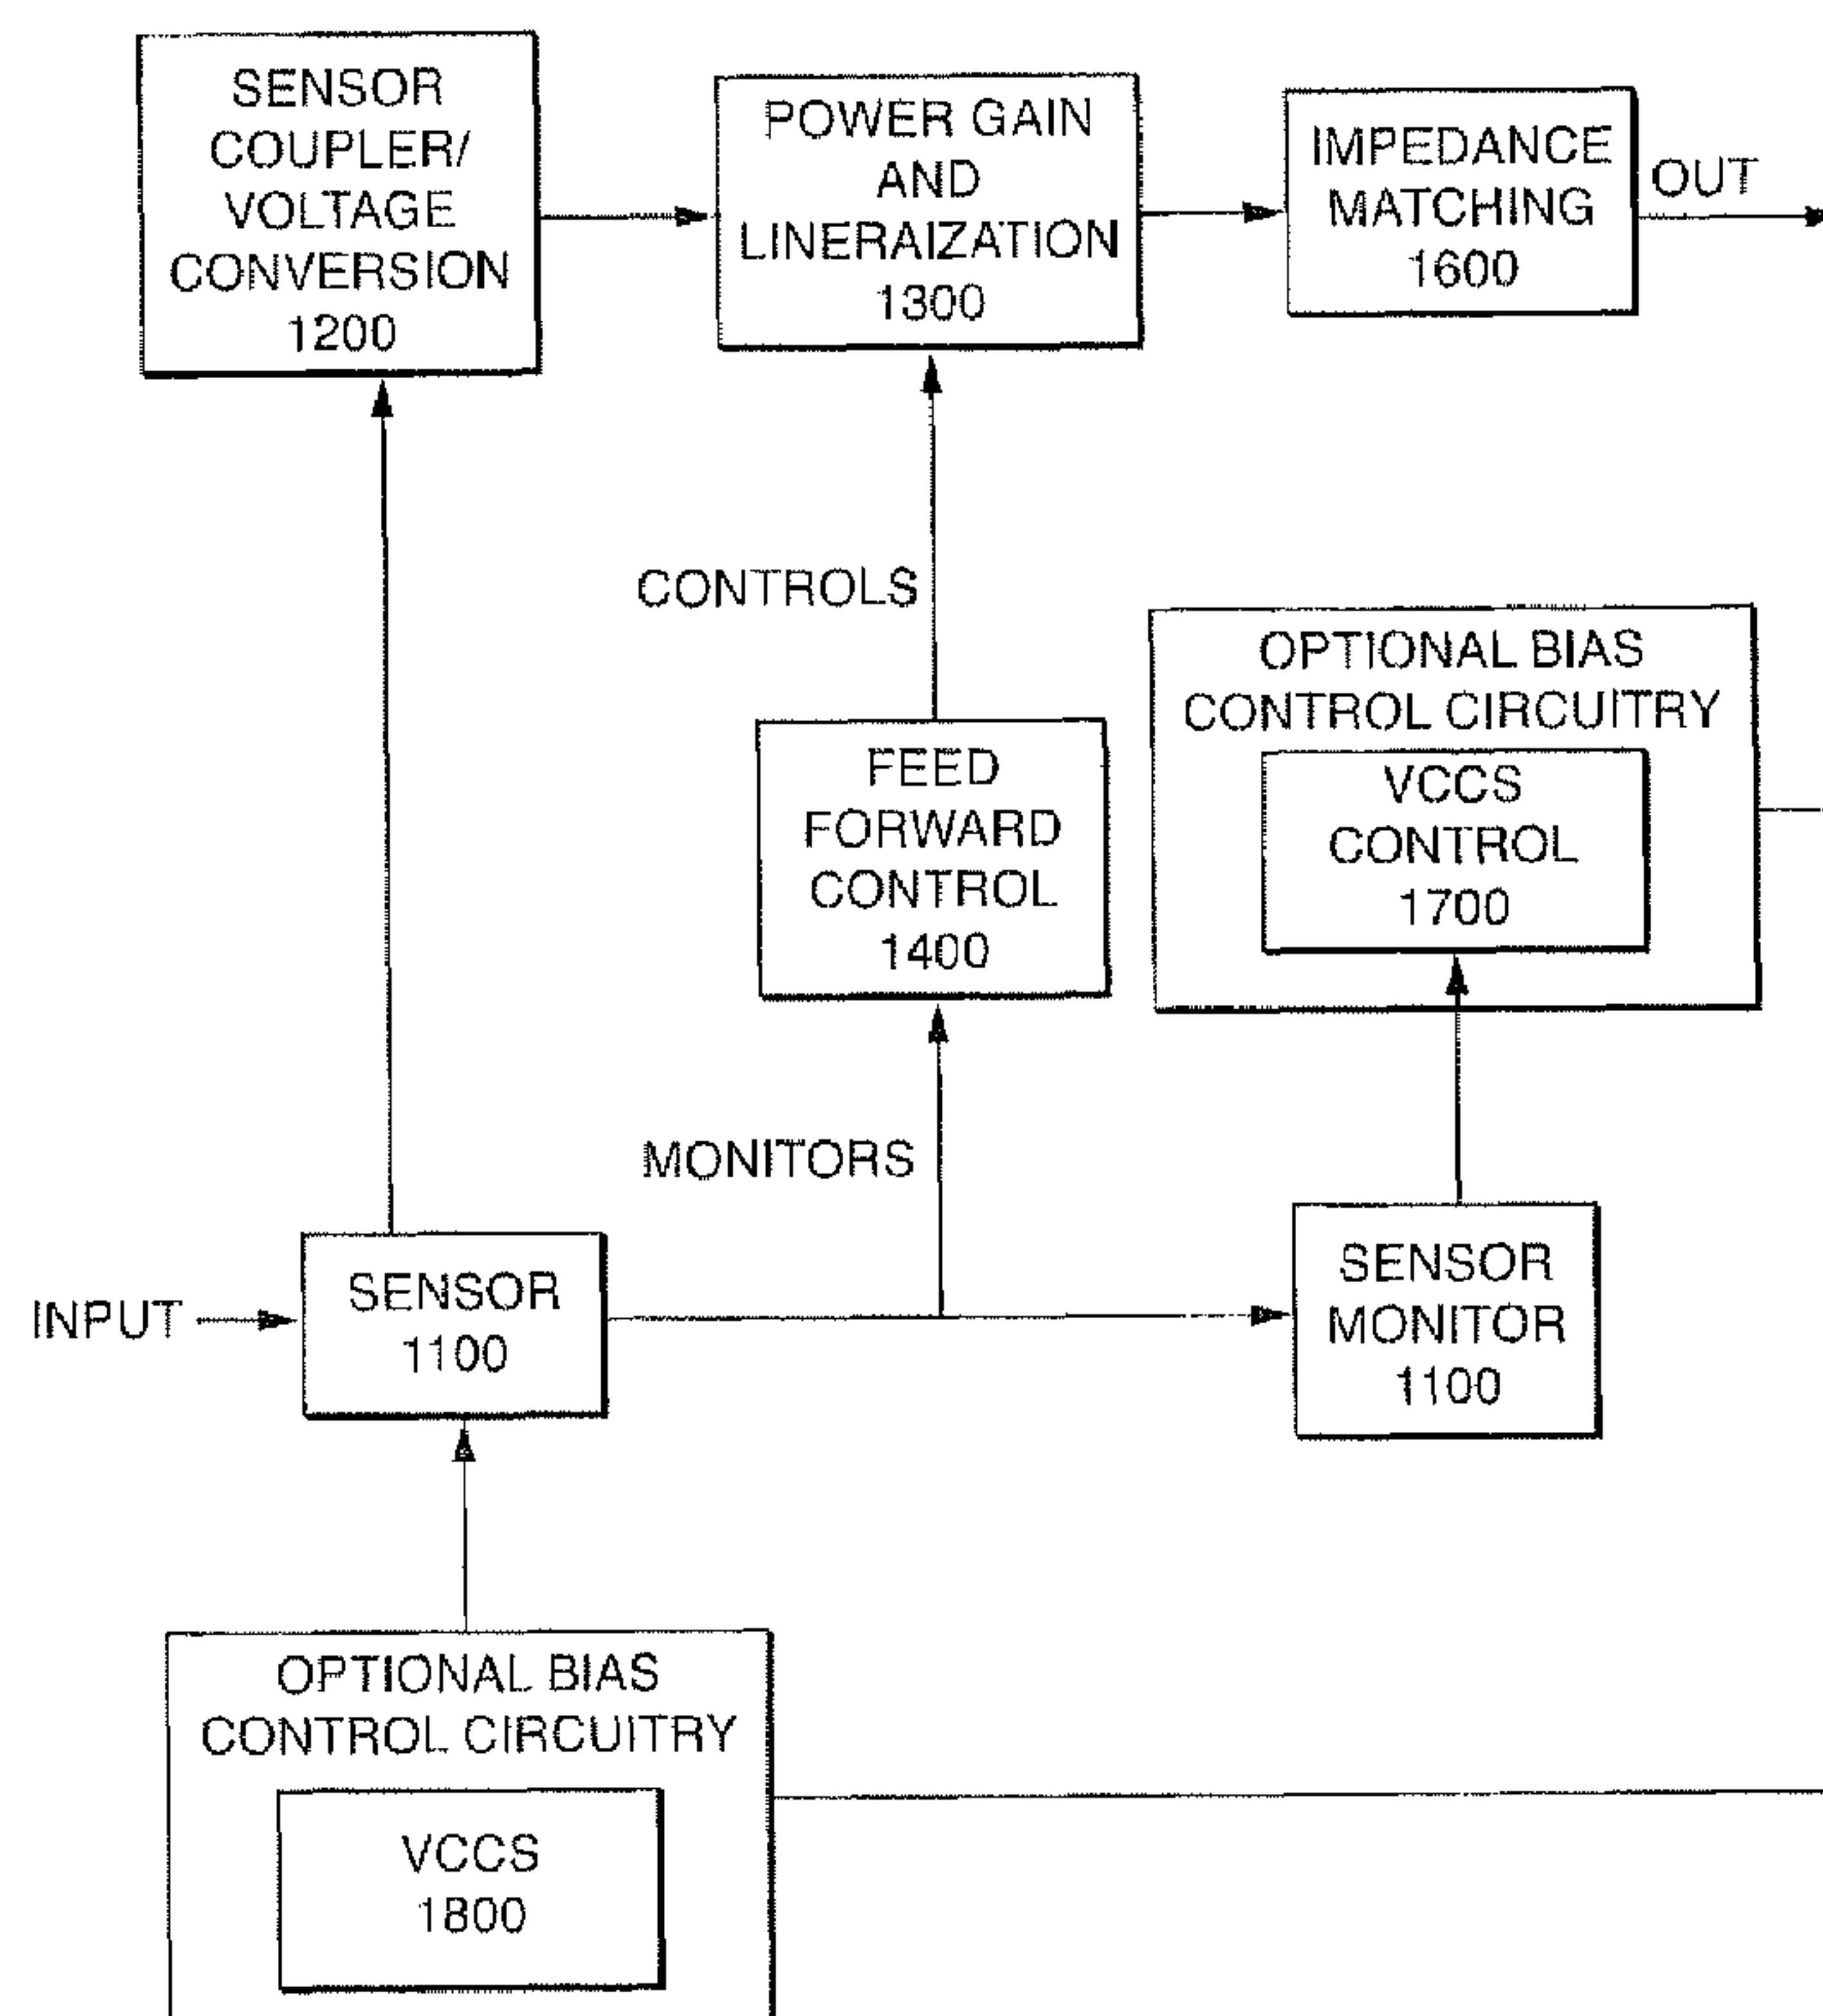 SENSOR
COUPLER/
VOLTAGE
CONVERSION
1200
POWER GAIN
AND
LINERAIZATION
1300
IMPEDANCE
MATCHING
1600
OUT
CONTROLS
FEED
FORWARD
CONTROL
1400
OPTIONAL BIAS
CONTROL CIRCUITRY
VCCS
CONTROL
1700
MONITORS
INPUT
SENSOR
1100
SENSOR
MONITOR
1100
OPTIONAL BIAS
CONTROL CIRCUITRY
VCCS
1800